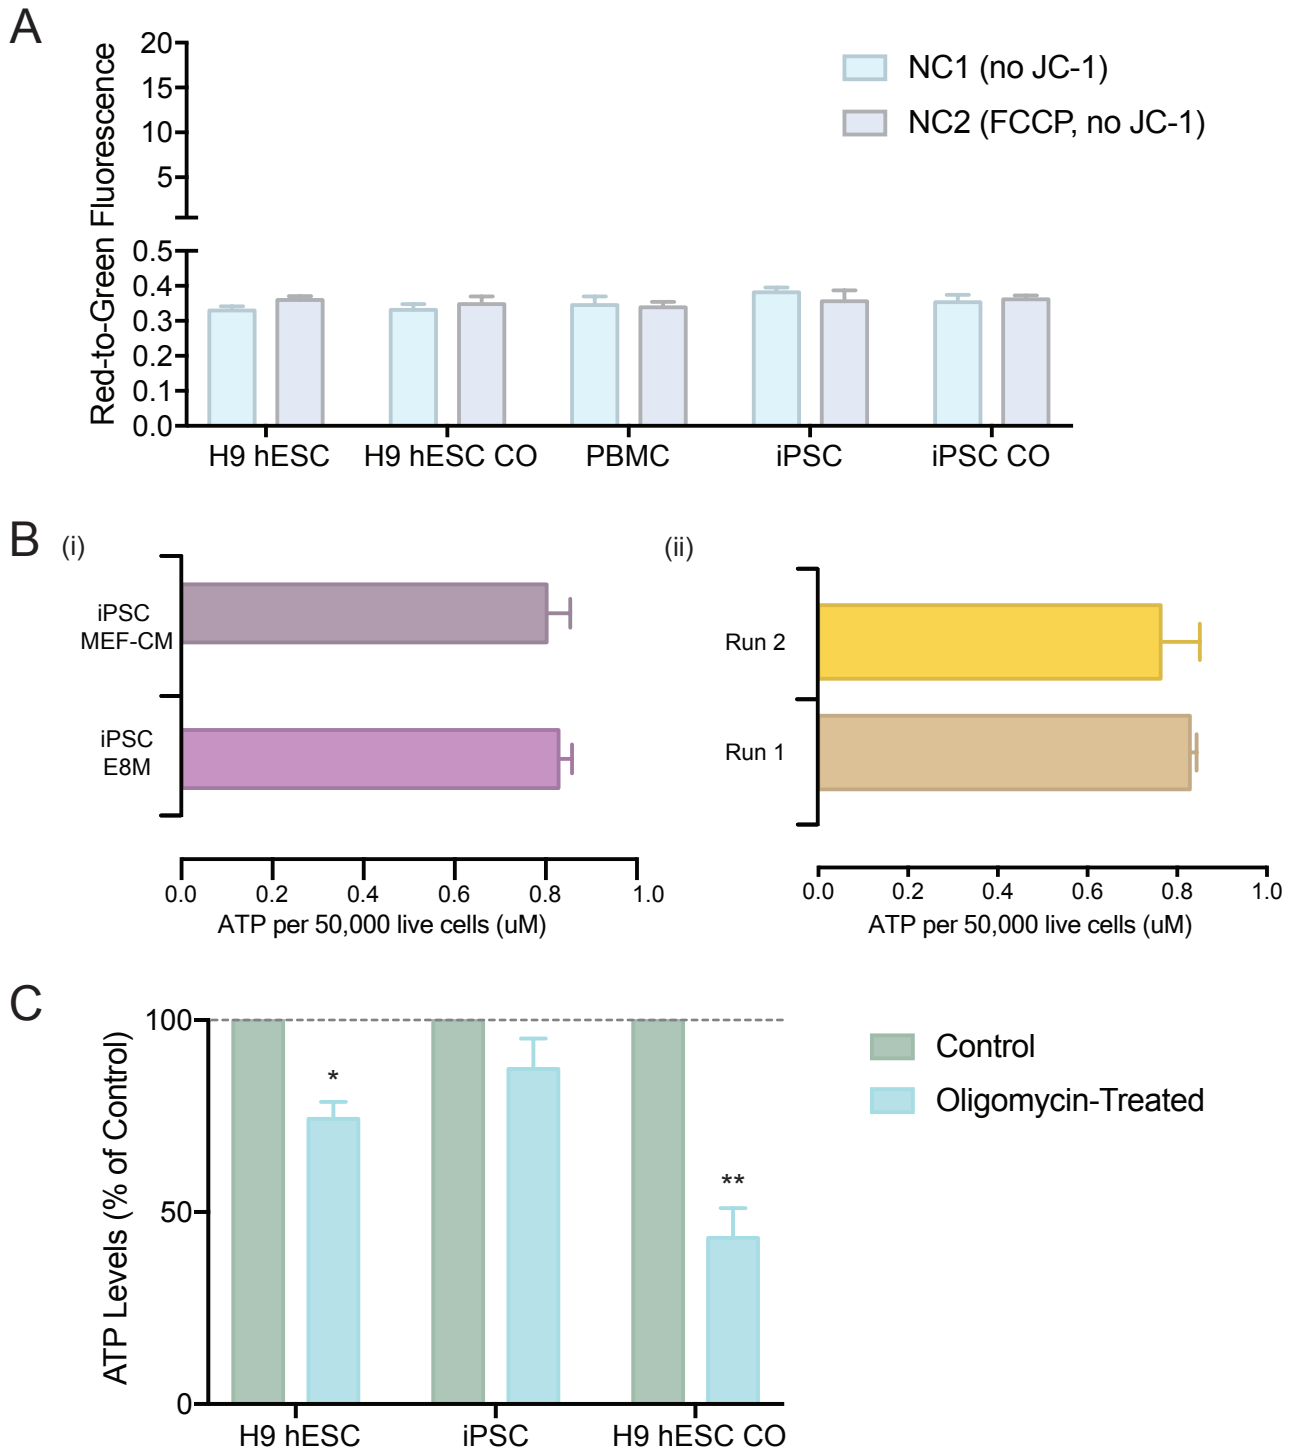 A
Red-to-Green Fluorescence
20
15
10
5
0.5
0.4
0.3
0.2
0.1
0.0
NC1 (no JC-1)
NC2 (FCCP, no JC-1)
H9 hESC
H9 hESC CO
PBMC
iPSC
iPSC CO
B
(i)
iPSC
MEF-CM
iPSC
E8M
0.0
0.2
0.4
0.6
0.8
1.0
ATP per 50,000 live cells (uM)
(ii)
Run 2
Run 1
0.0
0.2
0.4
0.6
0.8
1.0
ATP per 50,000 live cells (uM)
C
ATP Levels (% of Control)
100
50
0
*
**
Control
Oligomycin-Treated
H9 hESC
iPSC
H9 hESC CO